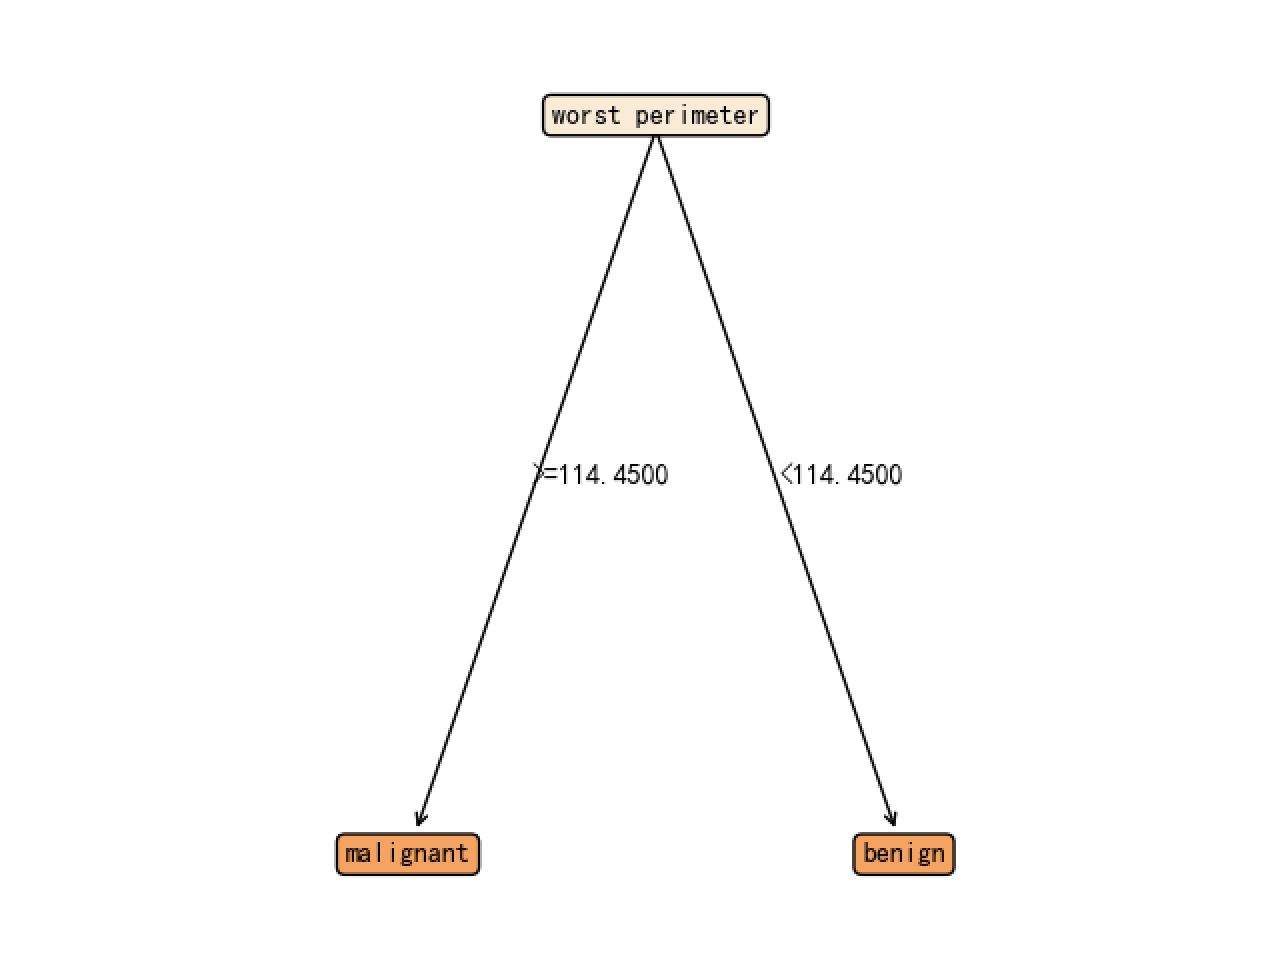 worst perimeter
>=114.4500
<114.4500
malignant
benign